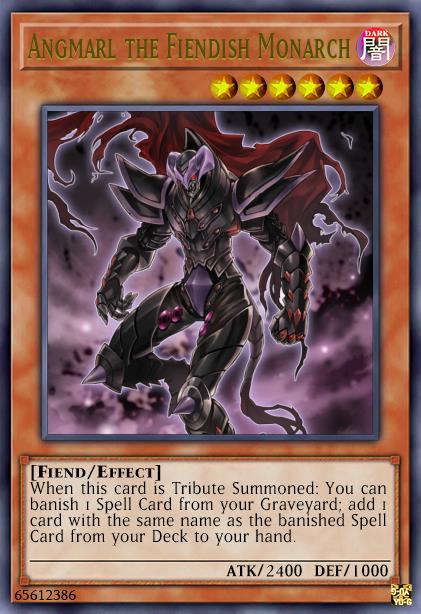 ANGMARL THE FIENDISH MONARCH
DARK
闇
[FIEND/EFFECT]
When this card is Tribute Summoned: You can
banish 1 Spell Card from your Graveyard; add 1
card with the same name as the banished Spell
Card from your Deck to your hand.
ATK/2400 DEF/1000
65612386